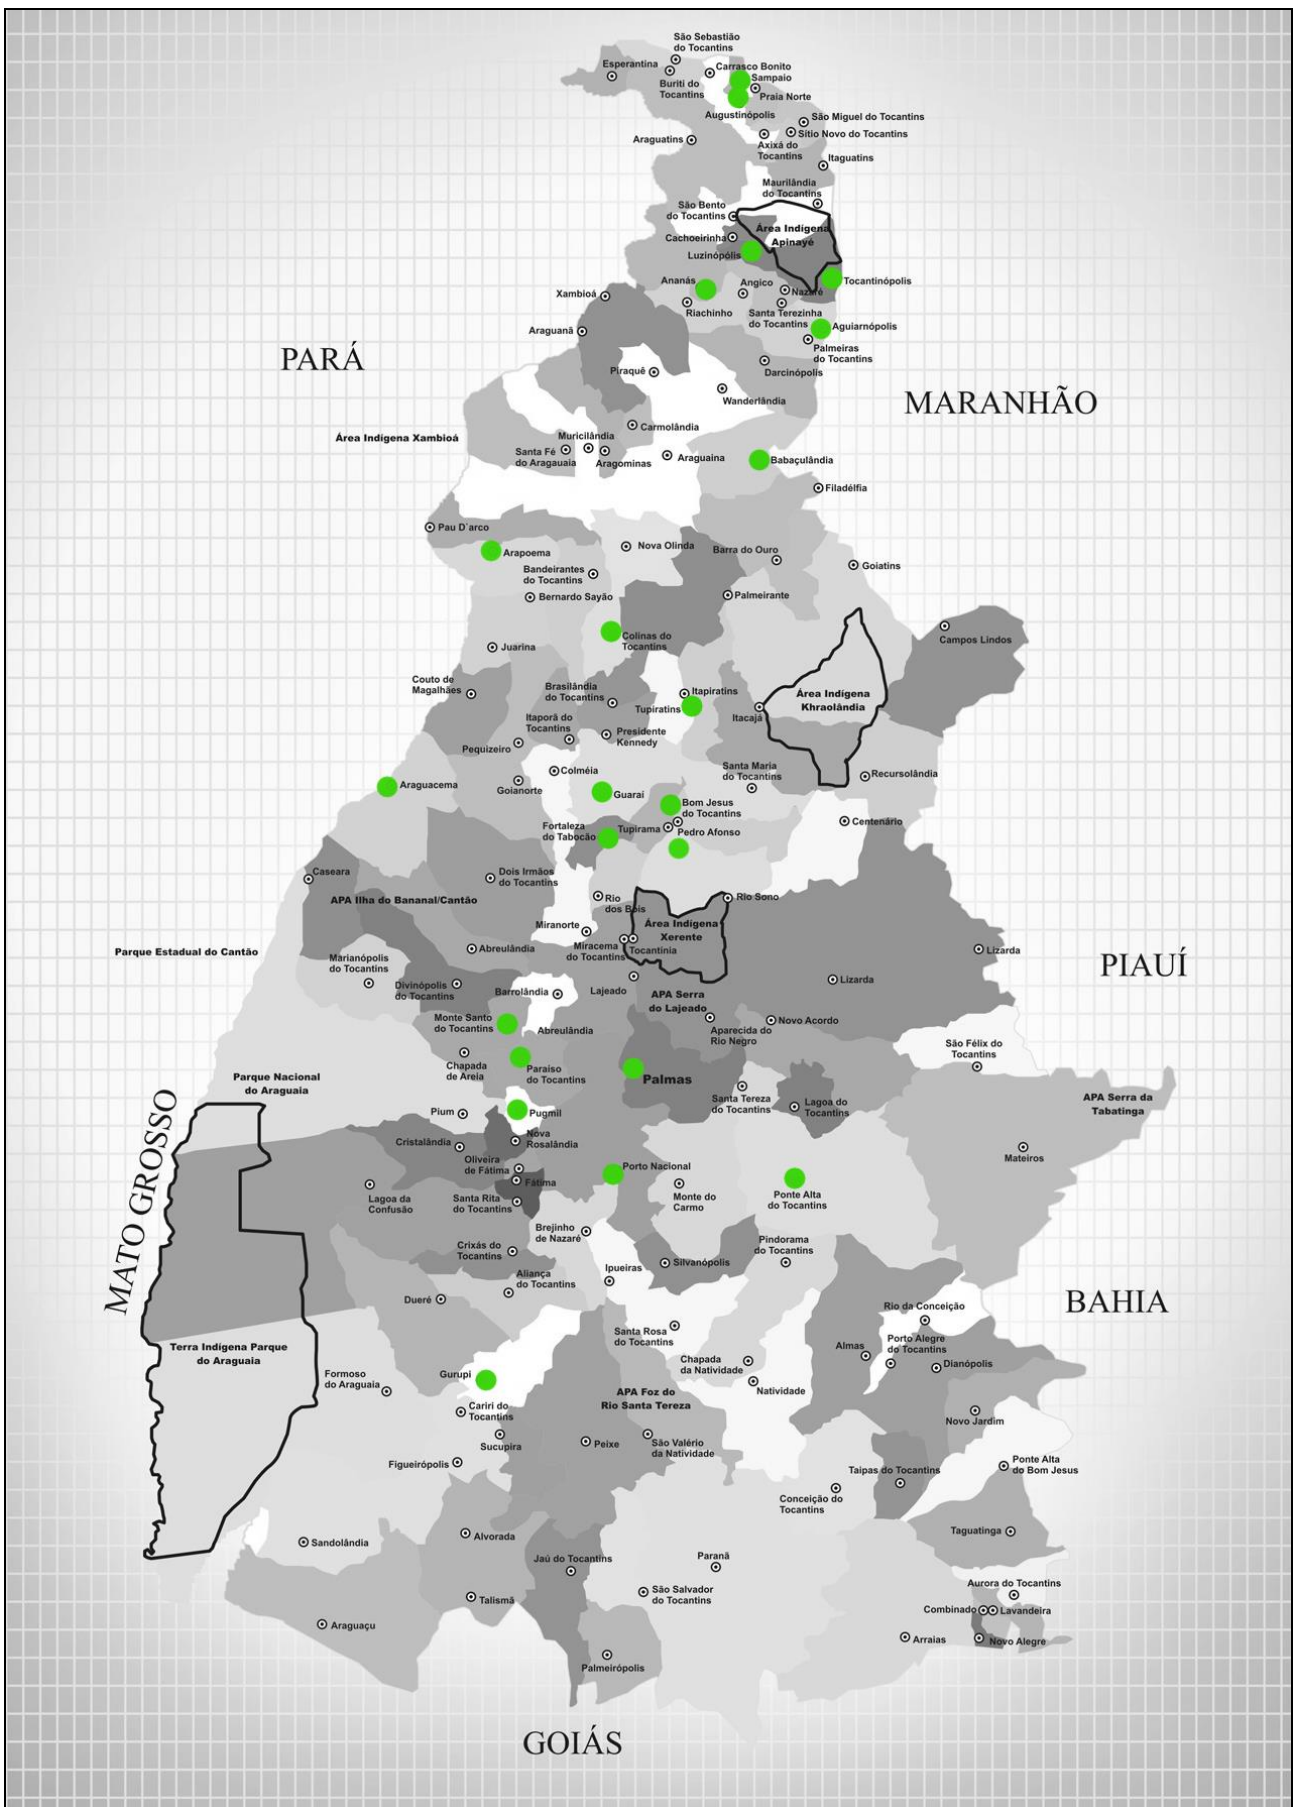 São Sebastião
do Tocantins
Esperantina
Carrasco Bonito
Buriti do
Tocantins
Sampaio
Praia Norte
Augustinópolis
São Miguel do Tocantins
Sítio Novo do Tocantins
Araguatins
Axixá do
Tocantins
Itaguatins
Maurilândia
do Tocantins
São Bento
do Tocantins
Área Indígena
Apinayé
Cachoeirinha
Luzinópólis
Ananás
Angico
Nazaré
Tocantinópolis
Xambioá
Riachinho
Santa Terezinha
do Tocantins
Araguanã
Aguiarnópolis
Palmeiras
do Tocantins
PARÁ
Piraquê
Darcinópolis
Wanderlândia
MARANHÃO
Carmolândia
Área Indígena Xambioá
Muricilândia
Santa Fé
do Aragauaia
Aragominas
Araguaina
Babaçulândia
Filadélfia
Pau D´arco
Arapoema
Nova Olinda
Barra do Ouro
Goiatins
Bandeirantes
do Tocantins
Bernardo Sayão
Palmeirante
Colinas do
Tocantins
Campos Lindos
Juarina
Couto de
Magalhães
Brasilândia
do Tocantins
Itapiratins
Tupiratins
Itacajá
Área Indígena
Khraolândia
Itaporã do
Tocantins
Presidente
Kennedy
Pequizeiro
Colméia
Santa Maria
do Tocantins
Recursolândia
Araguacema
Goianorte
Guaraí
Bom Jesus
do Tocantins
Centenário
Fortaleza
do Tabocão
Tupirama
Pedro Afonso
Caseara
Dois Irmãos
do Tocantins
APA Ilha do Bananal/Cantão
Rio
dos Bois
Rio Sono
Miranorte
Área Indígena
Xerente
Parque Estadual do Cantão
Abreulândia
Miracema
do Tocantins
Tocantinia
Lizarda
PIAUÍ
Marianópolis
do Tocantins
Divinópolis
do Tocantins
Barrolândia
Lajeado
Lizarda
APA Serra
do Lajeado
Monte Santo
do Tocantins
Abreulândia
Aparecida do
Rio Negro
Novo Acordo
São Félix do
Tocantins
Chapada
de Areia
Paraiso
do Tocantins
Palmas
Parque Nacional
do Araguaia
Santa Tereza
do Tocantins
Lagoa do
Tocantins
APA Serra da
Tabatinga
MATO GROSSO
Pium
Pugmil
Cristalândia
Nova
Rosalândia
Mateiros
Oliveira
de Fátima
Porto Nacional
Fátima
Lagoa da
Confusão
Santa Rita
do Tocantins
Monte do
Carmo
Ponte Alta
do Tocantins
Brejinho
de Nazaré
Crixás do
Tocantins
Pindorama
do Tocantins
Silvanópolis
Ipueiras
Aliança
do Tocantins
Dueré
BAHIA
Rio da Conceição
Santa Rosa
do Tocantins
Almas
Porto Alegre
do Tocantins
Dianópolis
Terra Indígena Parque
do Araguaia
Chapada
da Natividade
Natividade
Formoso
do Araguaia
Gurupi
APA Foz do
Rio Santa Tereza
Cariri do
Tocantins
Novo Jardim
Sucupira
Peixe
São Valério
da Natividade
Figueirópolis
Ponte Alta
do Bom Jesus
Taipas do Tocantins
Conceição do
Tocantins
Taguatinga
Sandolândia
Alvorada
Jaú do Tocantins
Paranã
Talismã
São Salvador
do Tocantins
Aurora do Tocantins
Combinado
Lavandeira
Araguaçu
Arraias
Novo Alegre
Palmeirópolis
GOIÁS